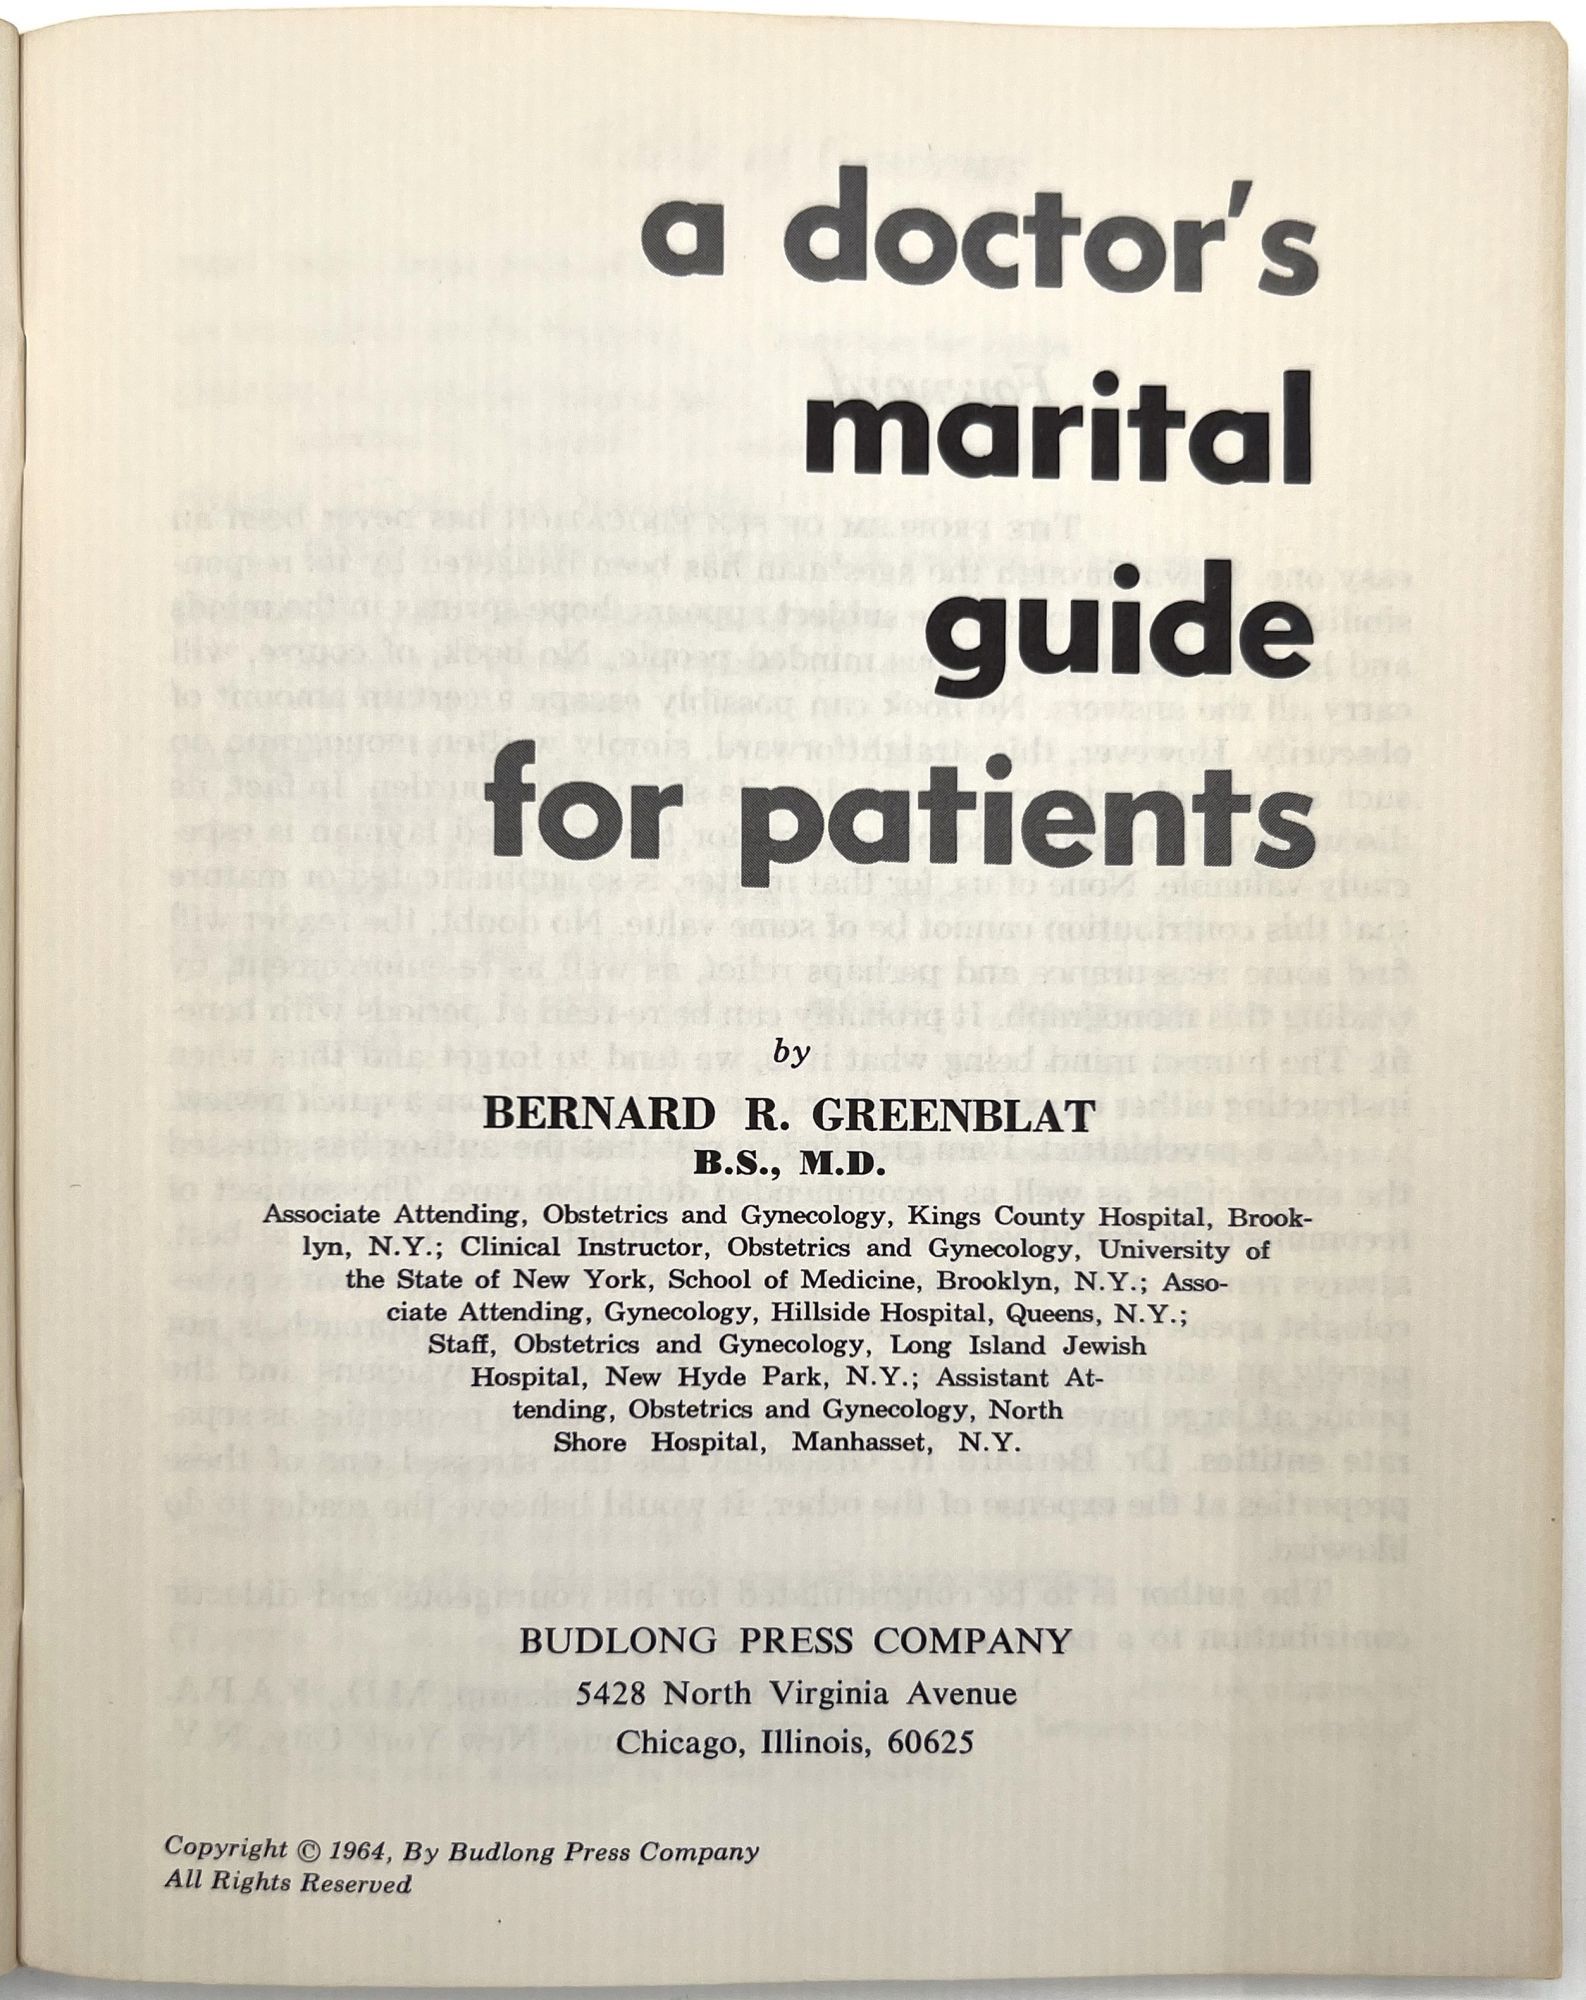 a doctor's
marital
guide
for patients
by
BERNARD R. GREENBLAT
B.S., M.D.
Associate Attending, Obstetrics and Gynecology, Kings County Hospital, Brook-
lyn, N.Y.; Clinical Instructor, Obstetrics and Gynecology, University of
the State of New York, School of Medicine, Brooklyn, N.Y.; Asso-
ciate Attending, Gynecology, Hillside Hospital, Queens, N.Y.;
Staff, Obstetrics and Gynecology, Long Island Jewish
Hospital, New Hyde Park, N.Y.; Assistant At-
tending, Obstetrics and Gynecology, North
Shore Hospital, Manhasset, N.Y.
BUDLONG PRESS COMPANY
5428 North Virginia Avenue
Chicago, Illinois, 60625
Copyright © 1964, By Budlong Press Company
All Rights Reserved